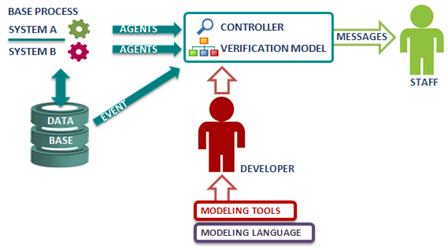 BASE PROCESS
SYSTEM A
SYSTEM B
AGENTS
AGENTS
CONTROLLER
VERIFICATION MODEL
MESSAGES
STAFF
EVENT
DATA
BASE
DEVELOPER
MODELING TOOLS
MODELING LANGUAGE